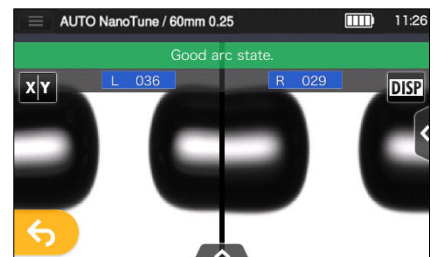 AUTO NanoTune / 60mm 0.25 11:26
Good arc state.
X|Y L 036 R 029 DISP